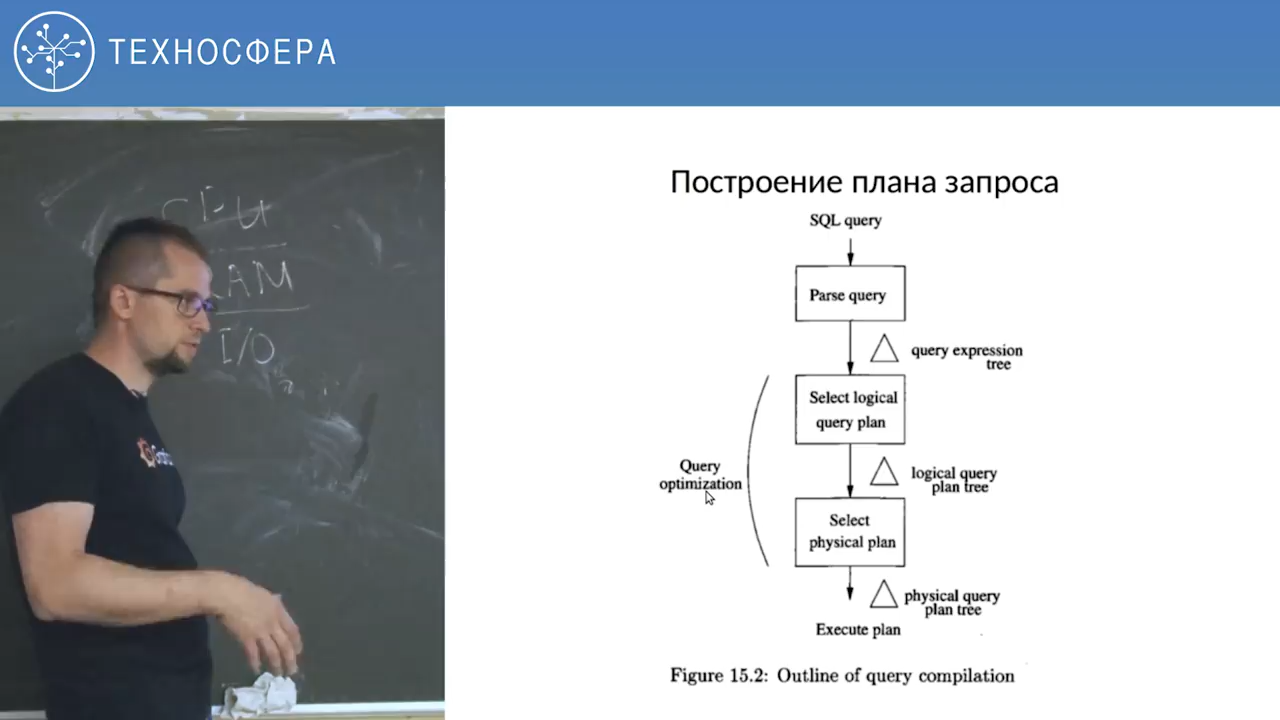 ТЕХНОСФЕРА
CPU
RAM
I/O
Построение плана запроса
SQL query
Parse query
query expression
tree
Select logical
query plan
Query
optimization
logical query
plan tree
Select
physical plan
physical query
plan tree
Execute plan
Figure 15.2: Outline of query compilation